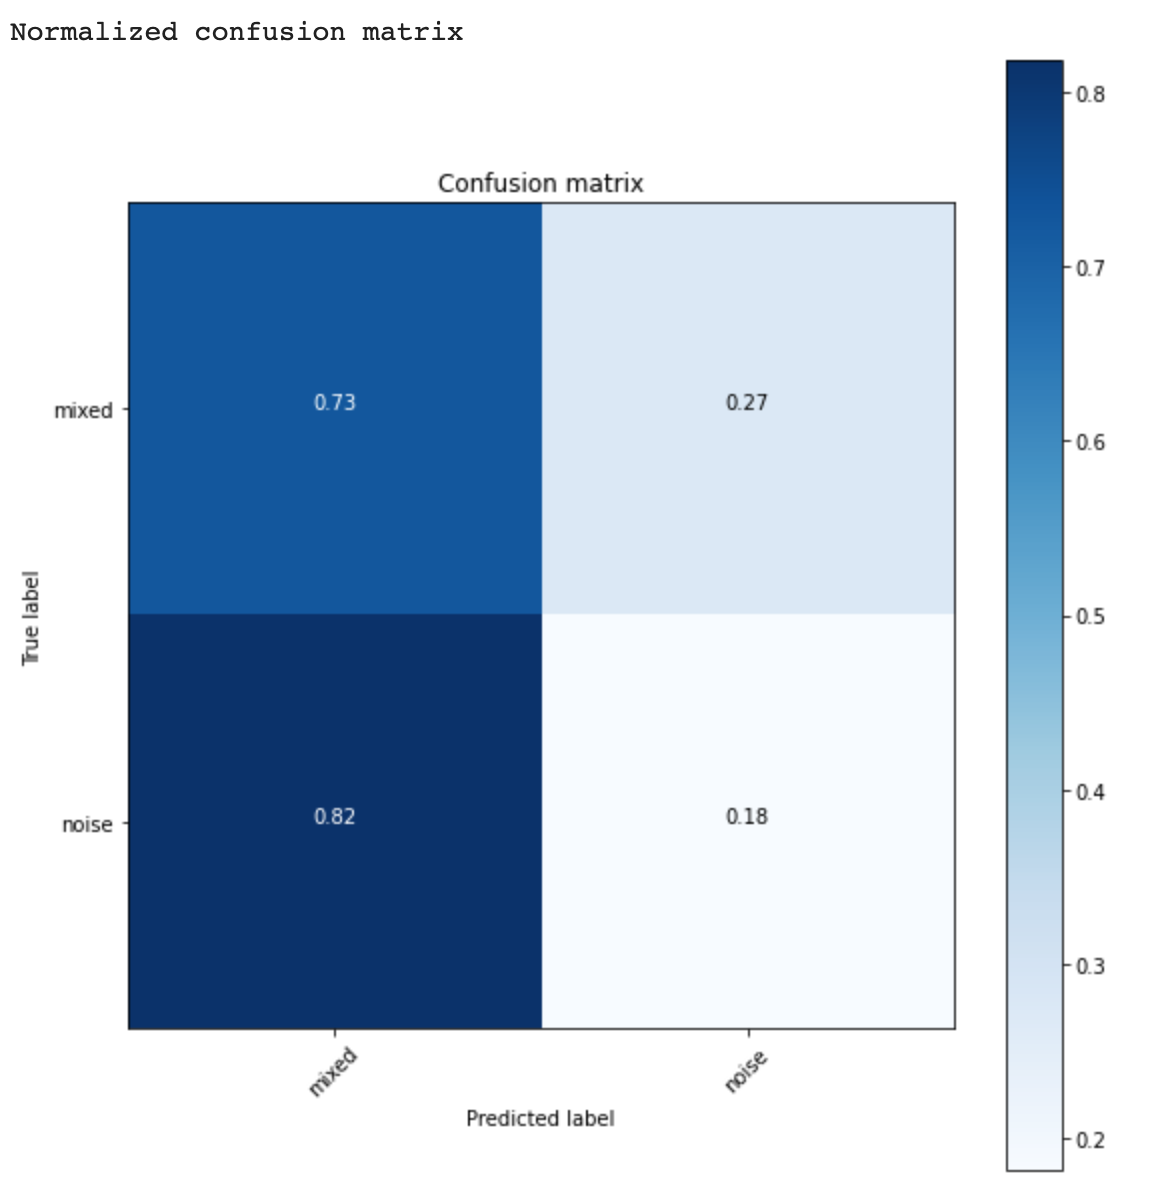 Normalized confusion matrix
Confusion matrix
mixed
noise
True label
0.73
0.27
0.82
0.18
mixed
noise
Predicted label
0.8
0.7
0.6
0.5
0.4
0.3
0.2